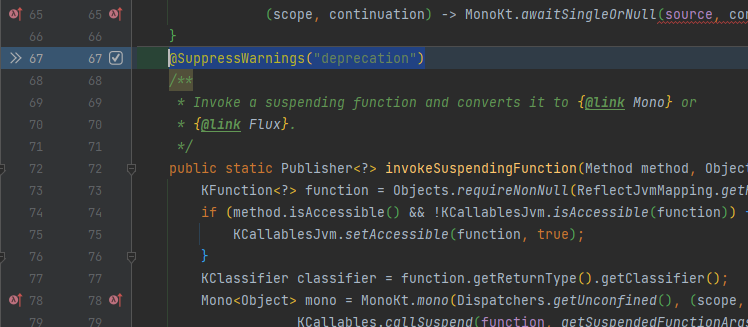 65 65 (scope, continuation) -> MonoKt.awaitSingleOrNull(source, con
66 66 }
67 67 @SuppressWarnings("deprecation")
68 68 /**
69 69 * Invoke a suspending function and converts it to {@link Mono} or
70 70 * {@link Flux}.
71 71 */
72 72 public static Publisher<?> invokeSuspendingFunction(Method method, Object
73 73 KFunction<?> function = Objects.requireNonNull(ReflectJvmMapping.getK
74 74 if (method.isAccessible() && !KCallablesJvm.isAccessible(function)) {
75 75 KCallablesJvm.setAccessible(function, true);
76 76 }
77 77 KClassifier classifier = function.getReturnType().getClassifier();
78 78 Mono<Object> mono = MonoKt.mono(Dispatchers.getUnconfined(), (scope,
79 79 KCallables.callSuspend(function, getSuspendedFunctionArgs